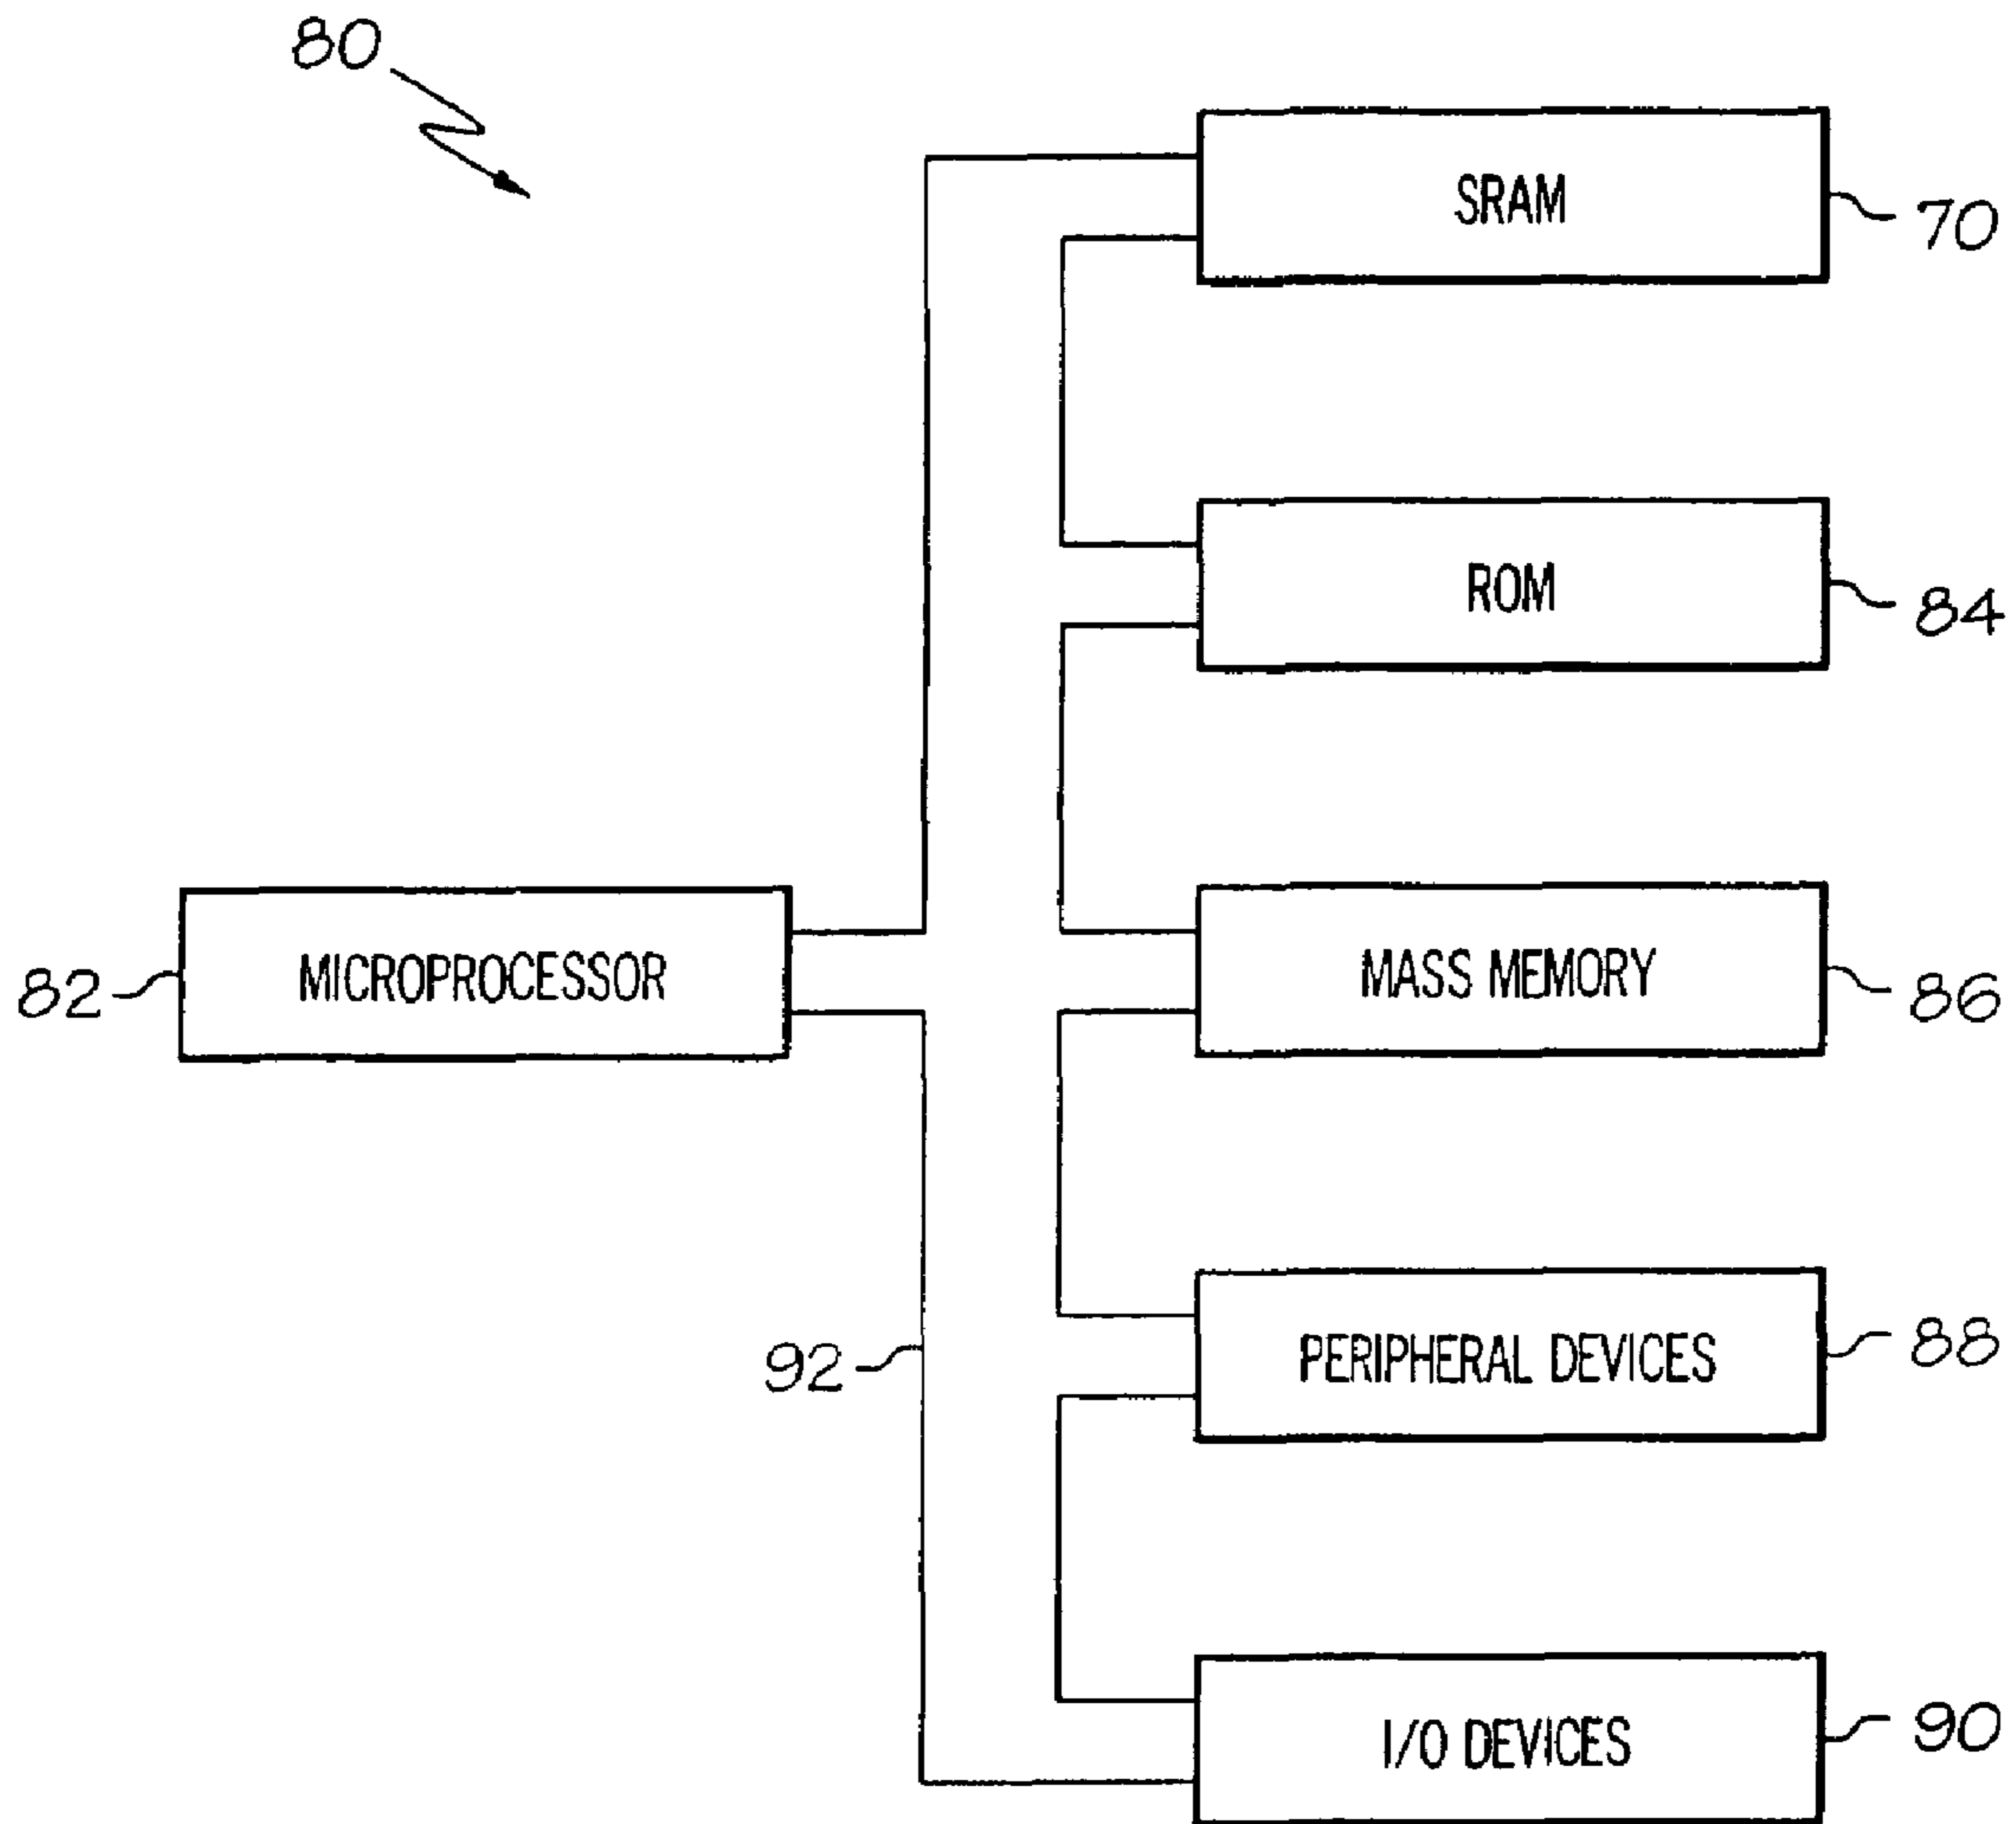 80
SRAM
70
ROM
84
MICROPROCESSOR
82
MASS MEMORY
86
PERIPHERAL DEVICES
88
92
I/O DEVICES
90